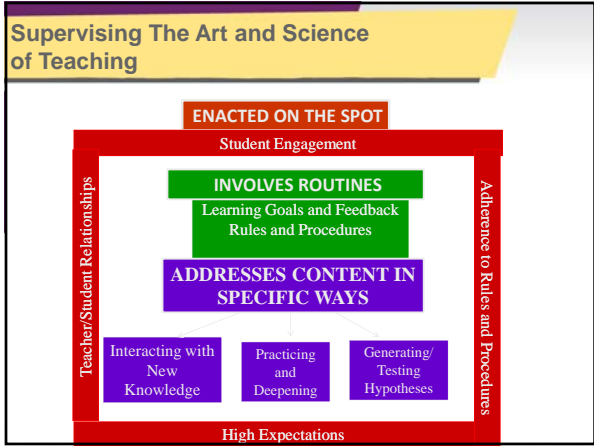 Supervising The Art and Science
of Teaching
ENACTED ON THE SPOT
Student Engagement
Teacher/Student Relationships
INVOLVES ROUTINES
Learning Goals and Feedback
Rules and Procedures
ADDRESSES CONTENT IN
SPECIFIC WAYS
Interacting with
New
Knowledge
Practicing
and
Deepening
Generating/
Testing
Hypotheses
Adherence to Rules and Procedures
High Expectations